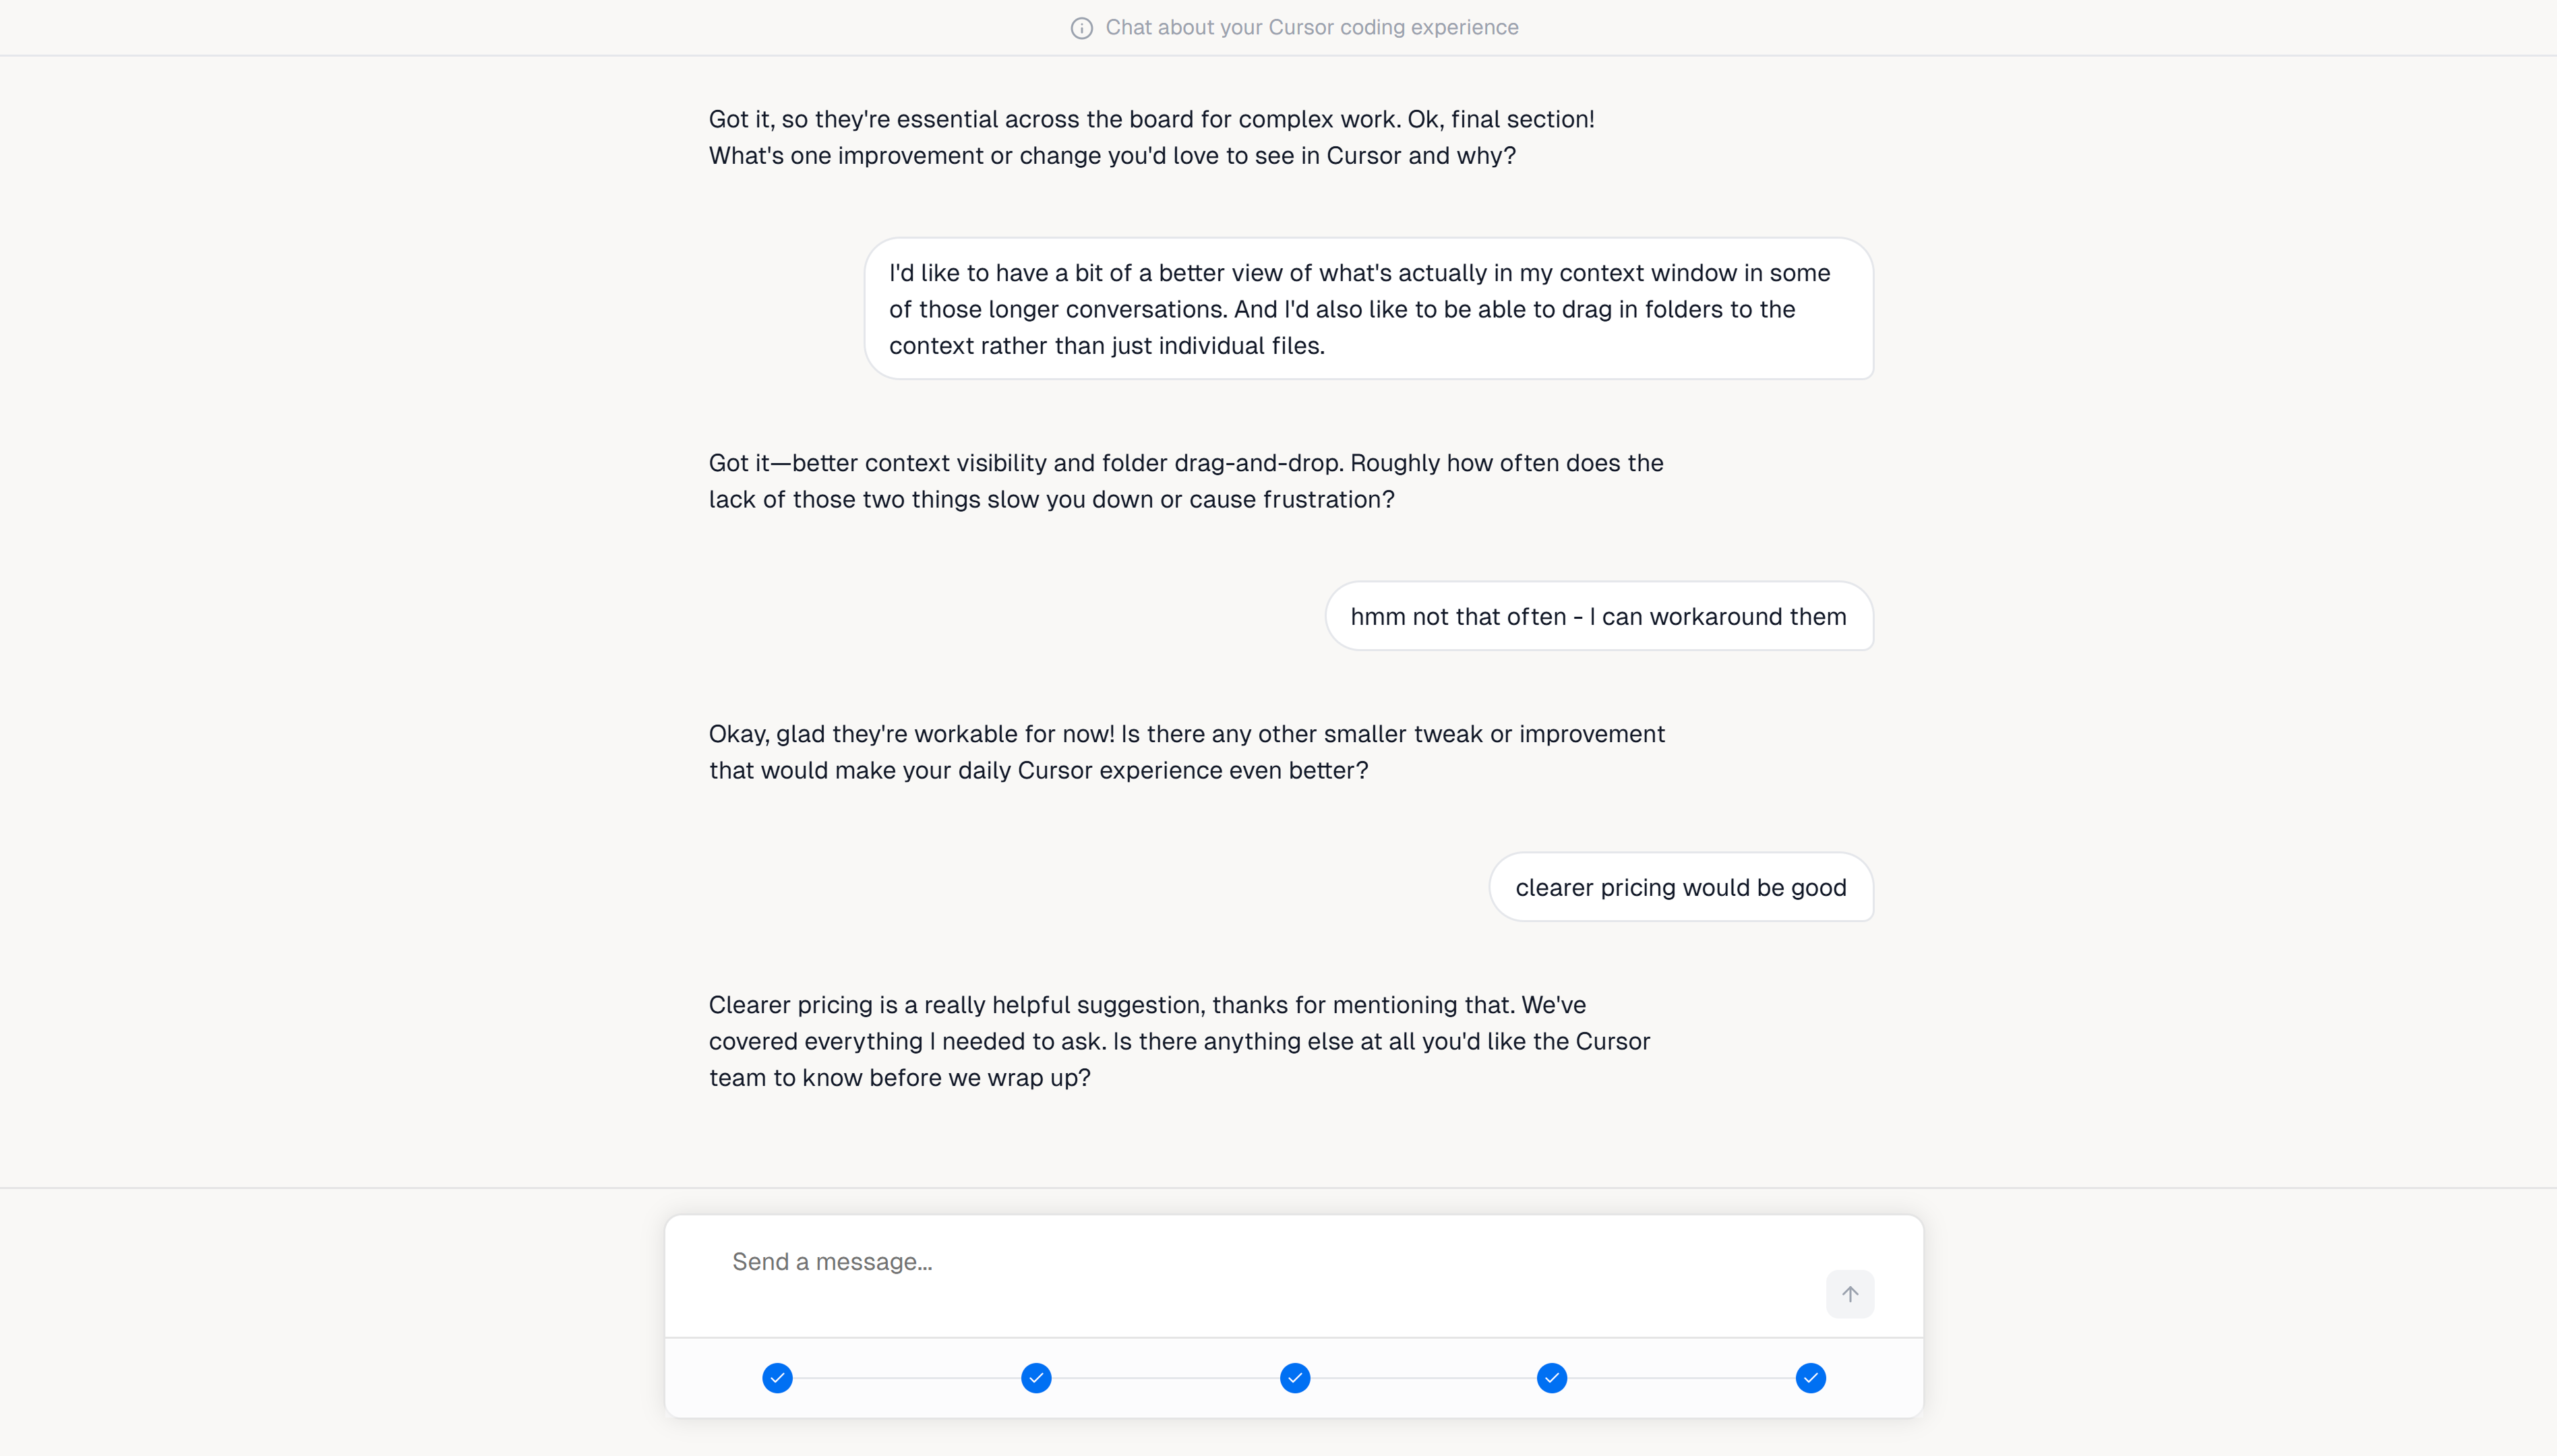 Chat about your Cursor coding experience
Got it, so they're essential across the board for complex work. Ok, final section!
What's one improvement or change you'd love to see in Cursor and why?
I'd like to have a bit of a better view of what's actually in my context window in some
of those longer conversations. And I'd also like to be able to drag in folders to the
context rather than just individual files.
Got it—better context visibility and folder drag-and-drop. Roughly how often does the
lack of those two things slow you down or cause frustration?
hmm not that often - I can workaround them
Okay, glad they're workable for now! Is there any other smaller tweak or improvement
that would make your daily Cursor experience even better?
clearer pricing would be good
Clearer pricing is a really helpful suggestion, thanks for mentioning that. We've
covered everything I needed to ask. Is there anything else at all you'd like the Cursor
team to know before we wrap up?
Send a message...